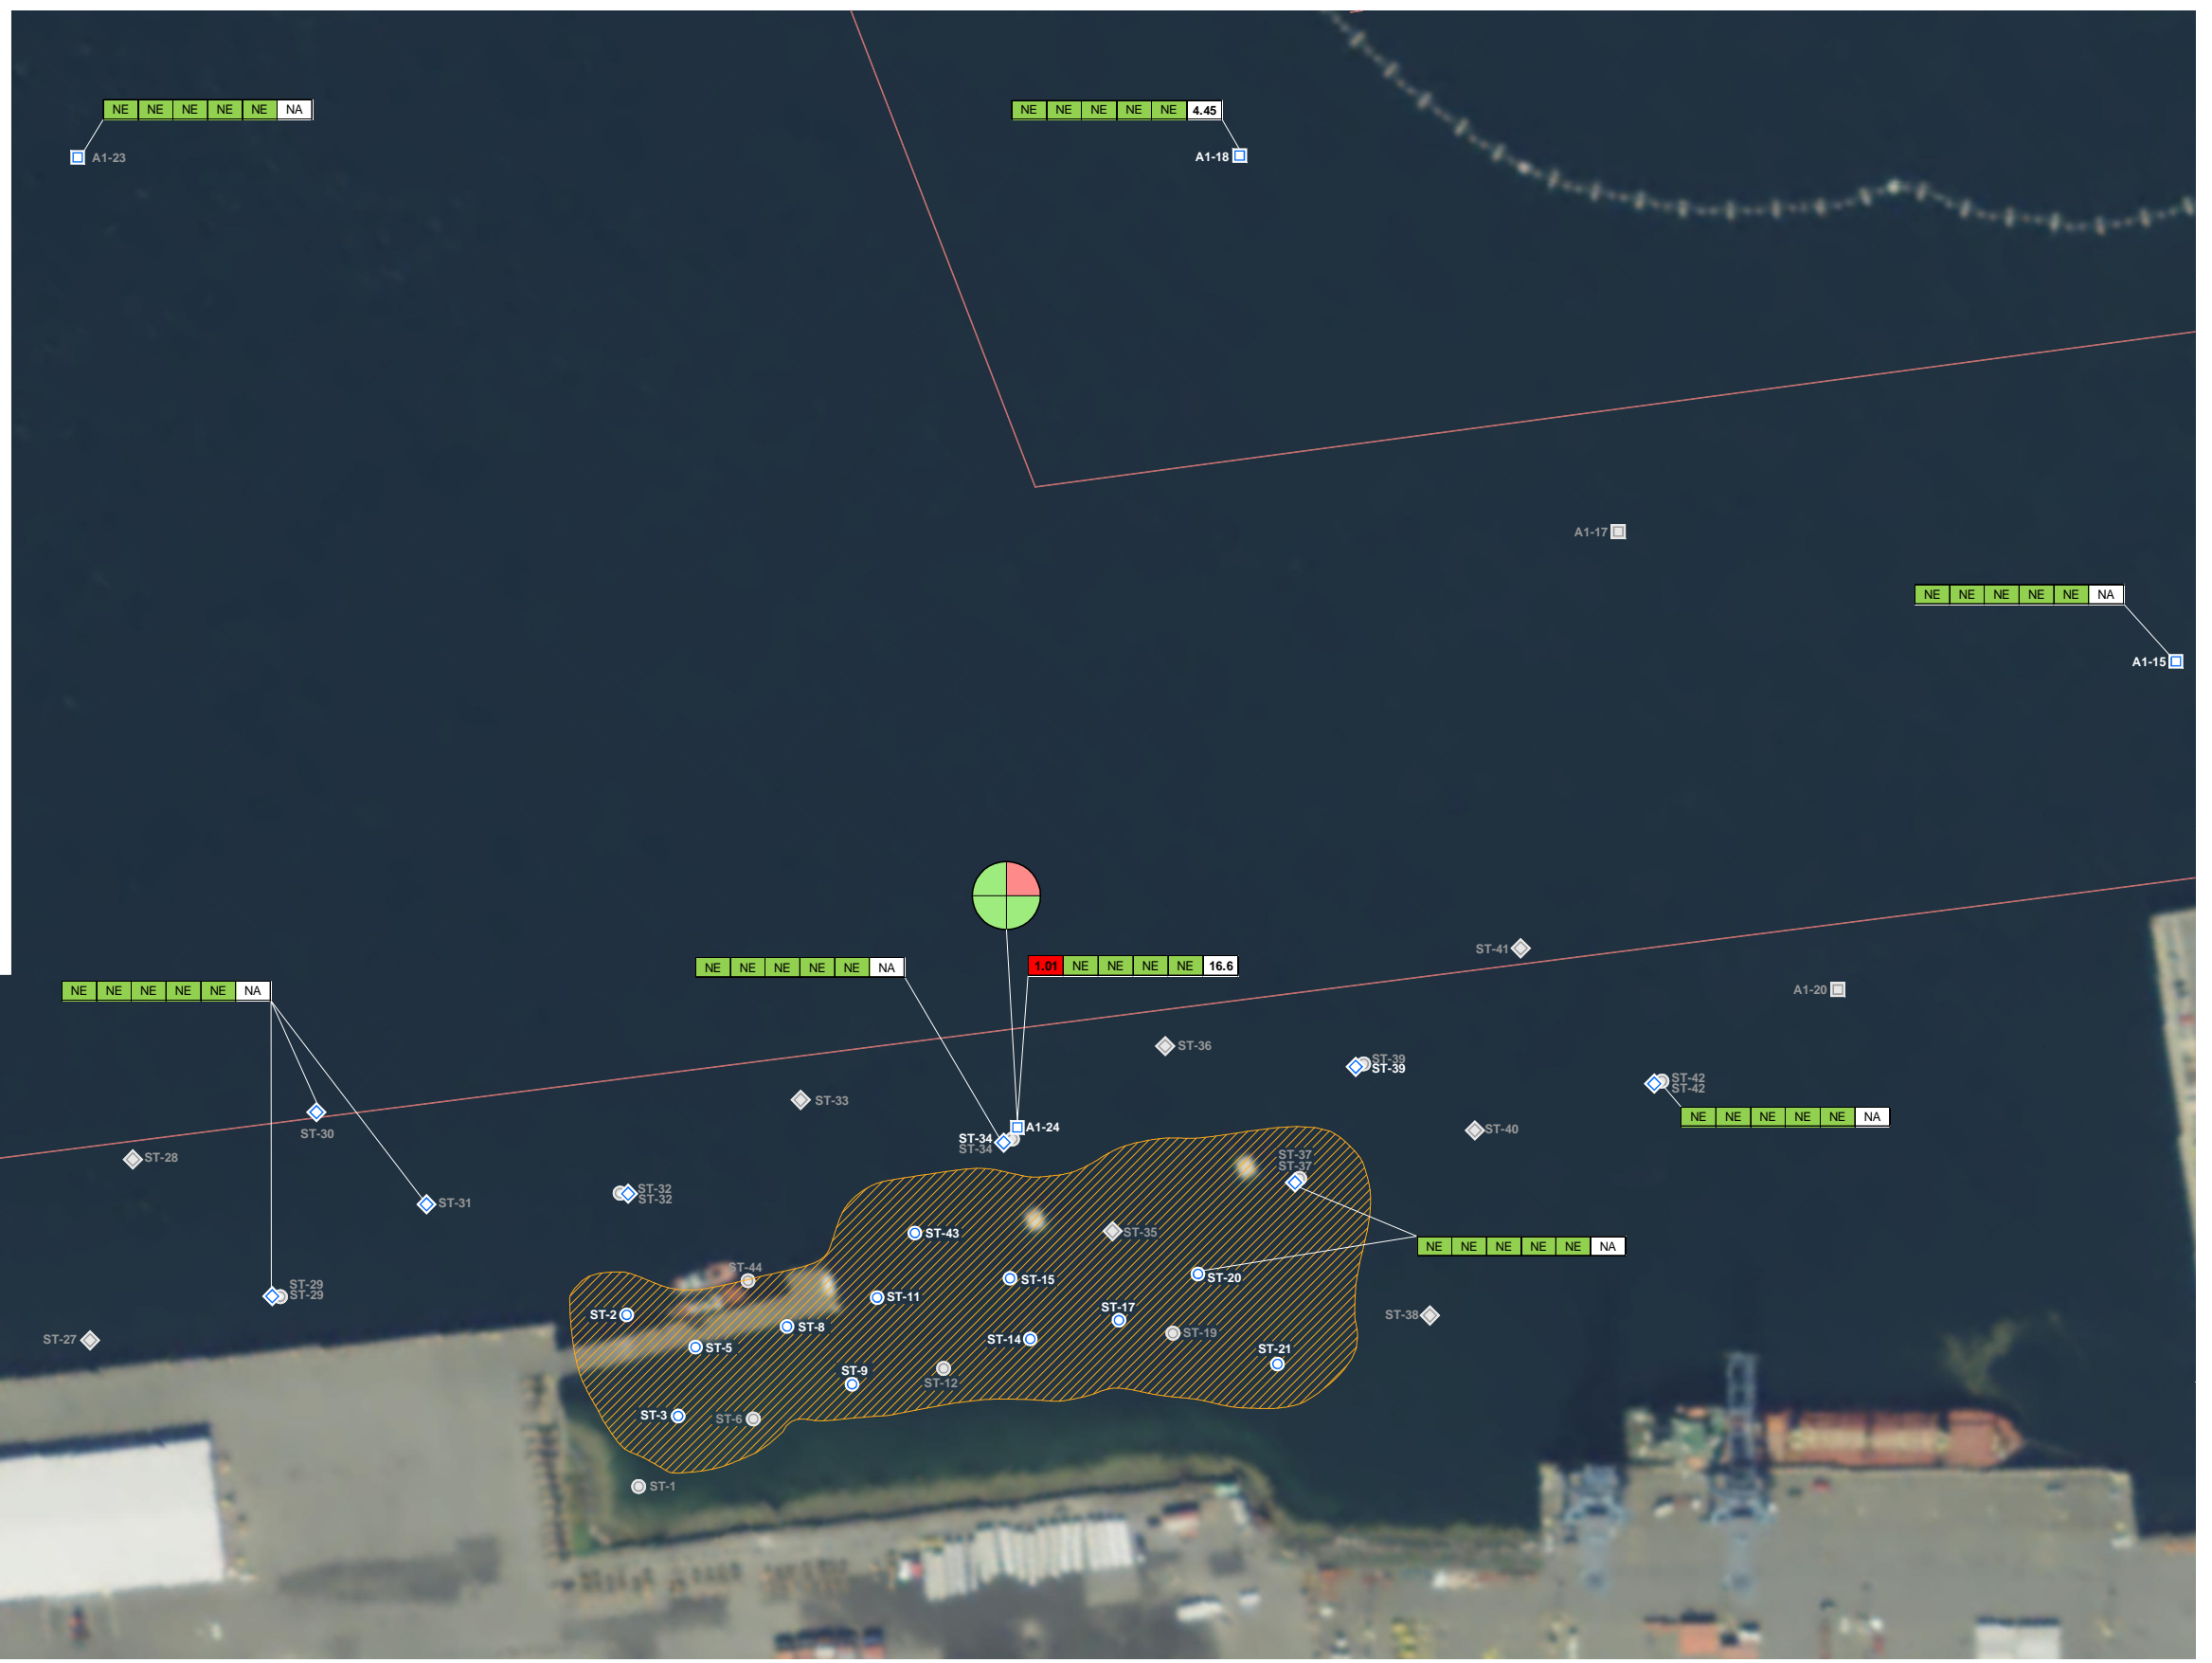 NE NE NE NE NE NA
NE NE NE NE NE 4.45
A1-23
A1-18
A1-17
NE NE NE NE NE NA
A1-15
ST-41
NE NE NE NE NE NA
1.01 NE NE NE NE 16.6
A1-20
NE NE NE NE NE NA
ST-36
ST-39
ST-39
ST-42
ST-42
ST-33
NE NE NE NE NE NA
A1-24
ST-40
ST-30
ST-34
ST-34
ST-28
ST-37
ST-37
ST-32
ST-32
ST-31
ST-43
ST-35
NE NE NE NE NE NA
ST-44
ST-15
ST-20
ST-29
ST-29
ST-11
ST-17
ST-2
ST-38
ST-8
ST-19
ST-27
ST-14
ST-5
ST-21
ST-9
ST-12
ST-3
ST-6
ST-1